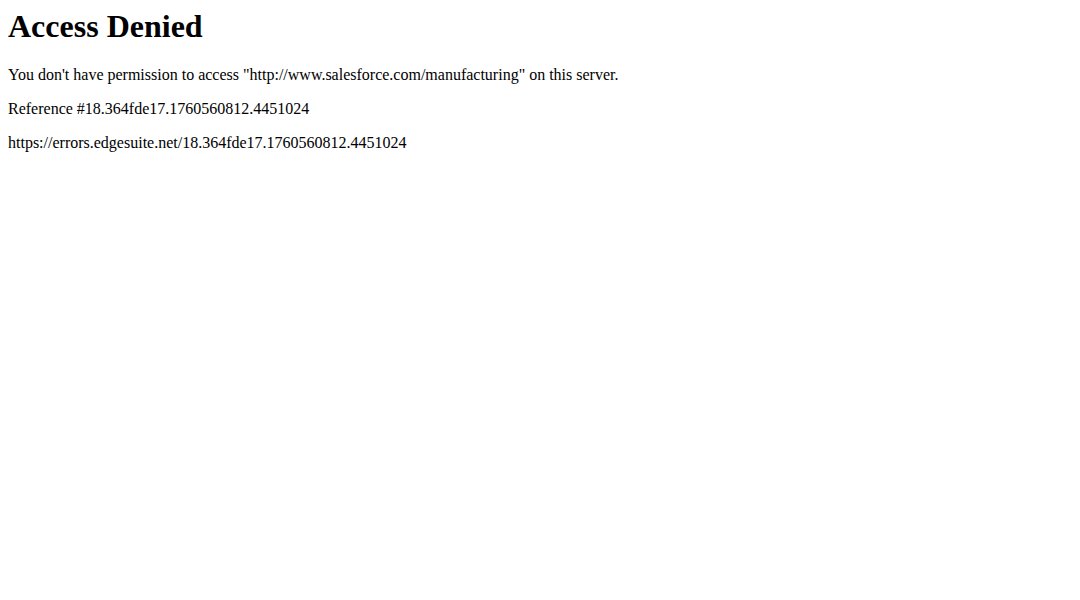 Access Denied
You don't have permission to access "http://www.salesforce.com/manufacturing" on this server.
Reference #18.364fde17.1760560812.4451024
https://errors.edgesuite.net/18.364fde17.1760560812.4451024